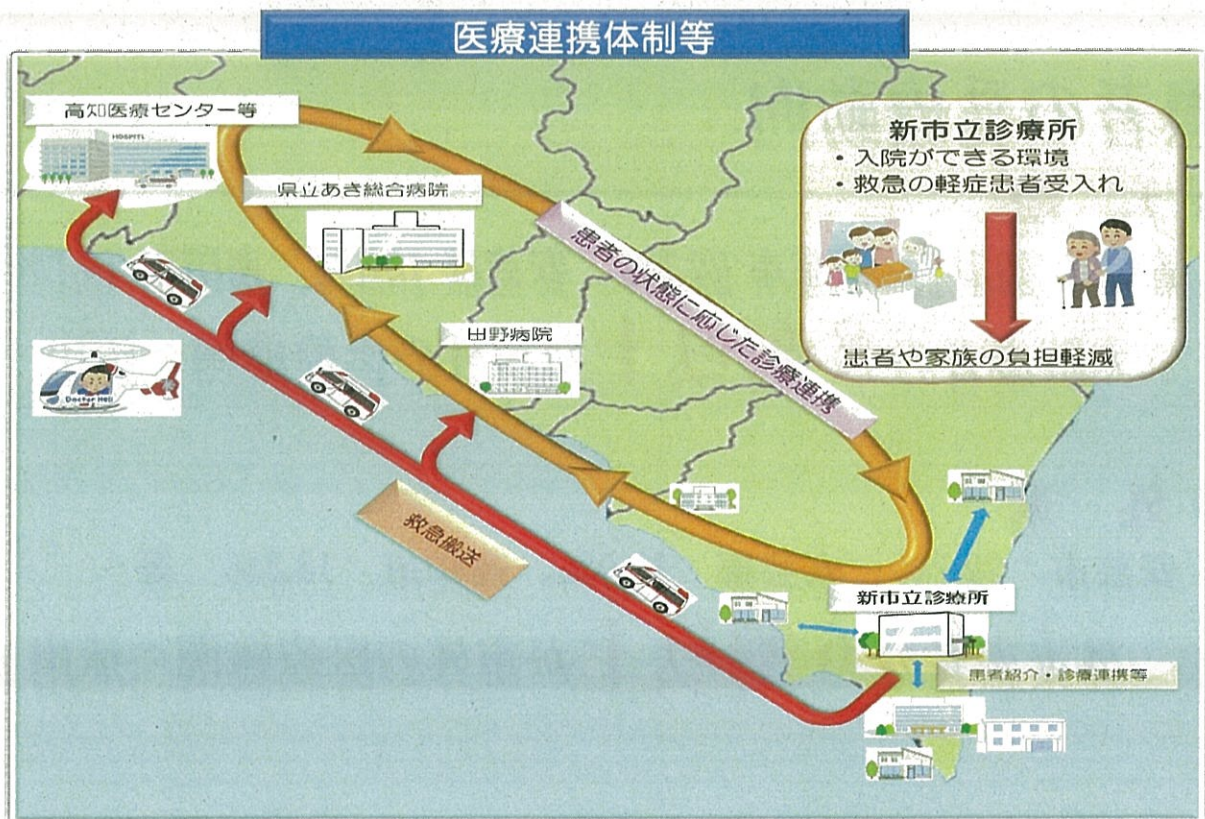 医療連携体制等
高知医療センター等
HOSPITL
県立あき総合病院
田野病院
患者の状態に応じた診療連携
新市立診療所
・入院ができる環境
・救急の軽症患者受入れ
患者や家族の負担軽減
Doctor Heli
救急搬送
新市立診療所
患者紹介・診療連携等